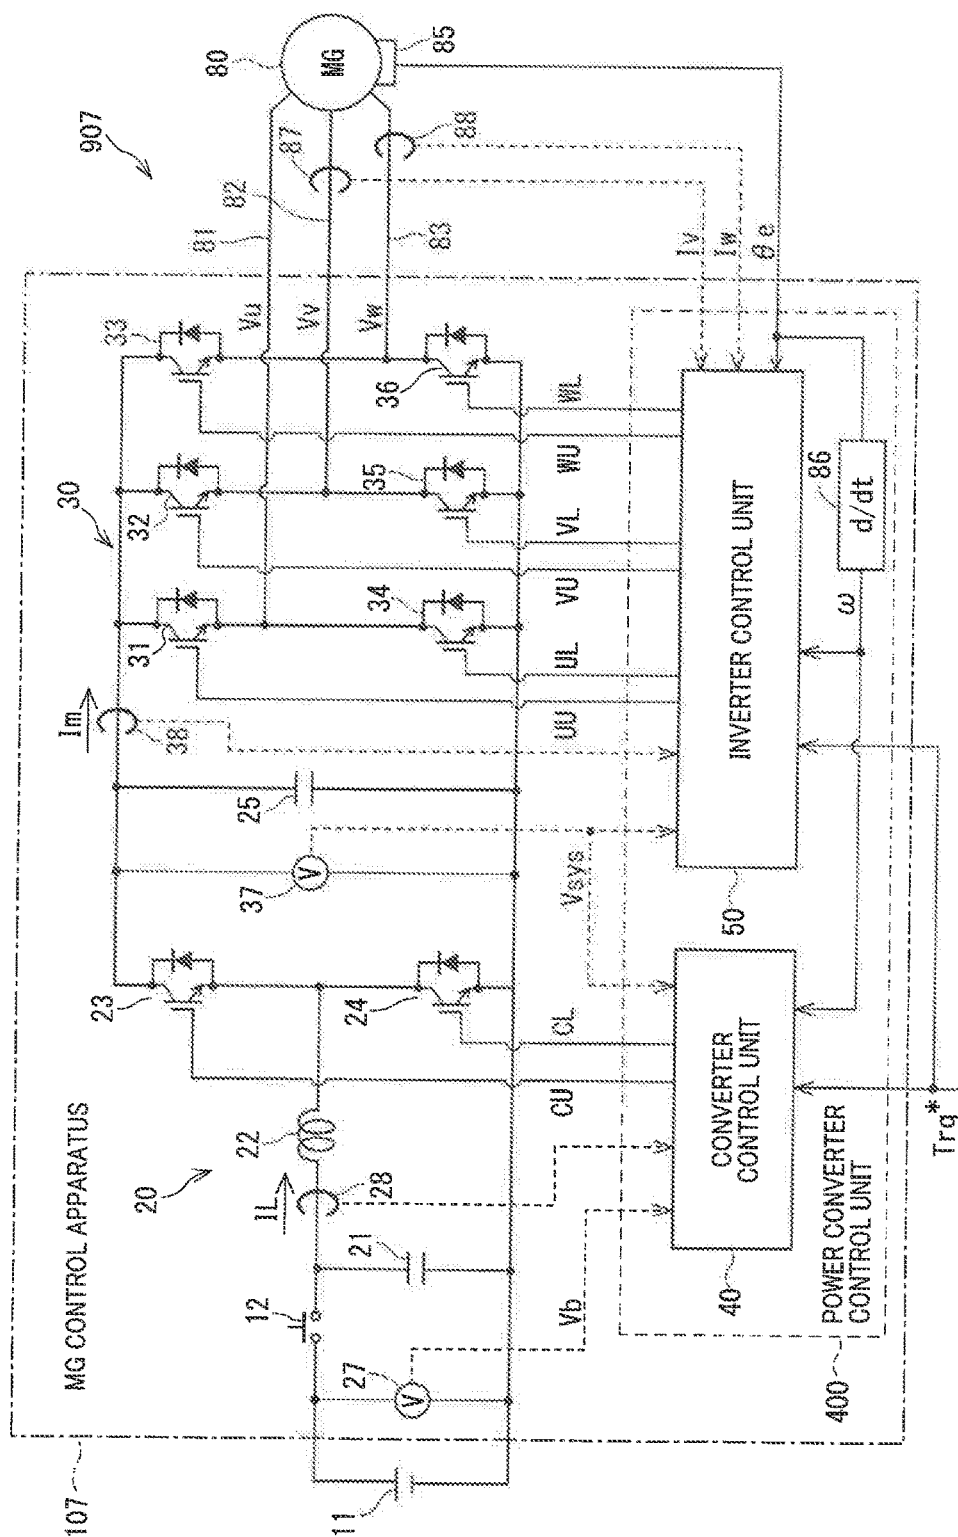 907
107
MG CONTROL APPARATUS
20
30
11
12
V
27
21
Vb
IL
28
22
23
24
CU
CL
V
37
Vsys
25
Im
38
31
32
33
34
35
36
UU
UL
VU
VL
WU
WL
Vu
Vv
Vw
81
82
83
87
88
80
MG
85
Iv
Iw
θe
86
d/dt
ω
INVERTER CONTROL UNIT
50
CONVERTER
CONTROL UNIT
40
POWER CONVERTER
CONTROL UNIT
400
Trq*